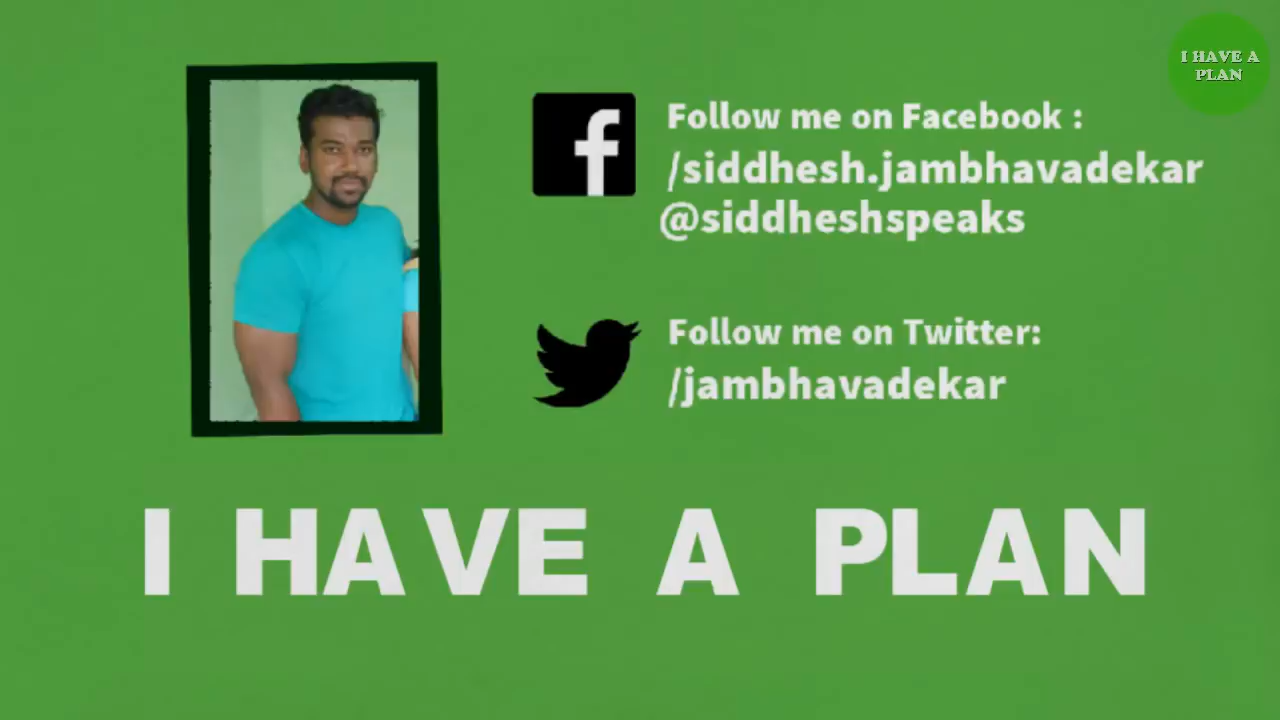 I HAVE A
PLAN
Follow me on Facebook :
/siddhesh.jambhavadekar
@siddheshspeaks
Follow me on Twitter:
/jambhavadekar
I HAVE A PLAN